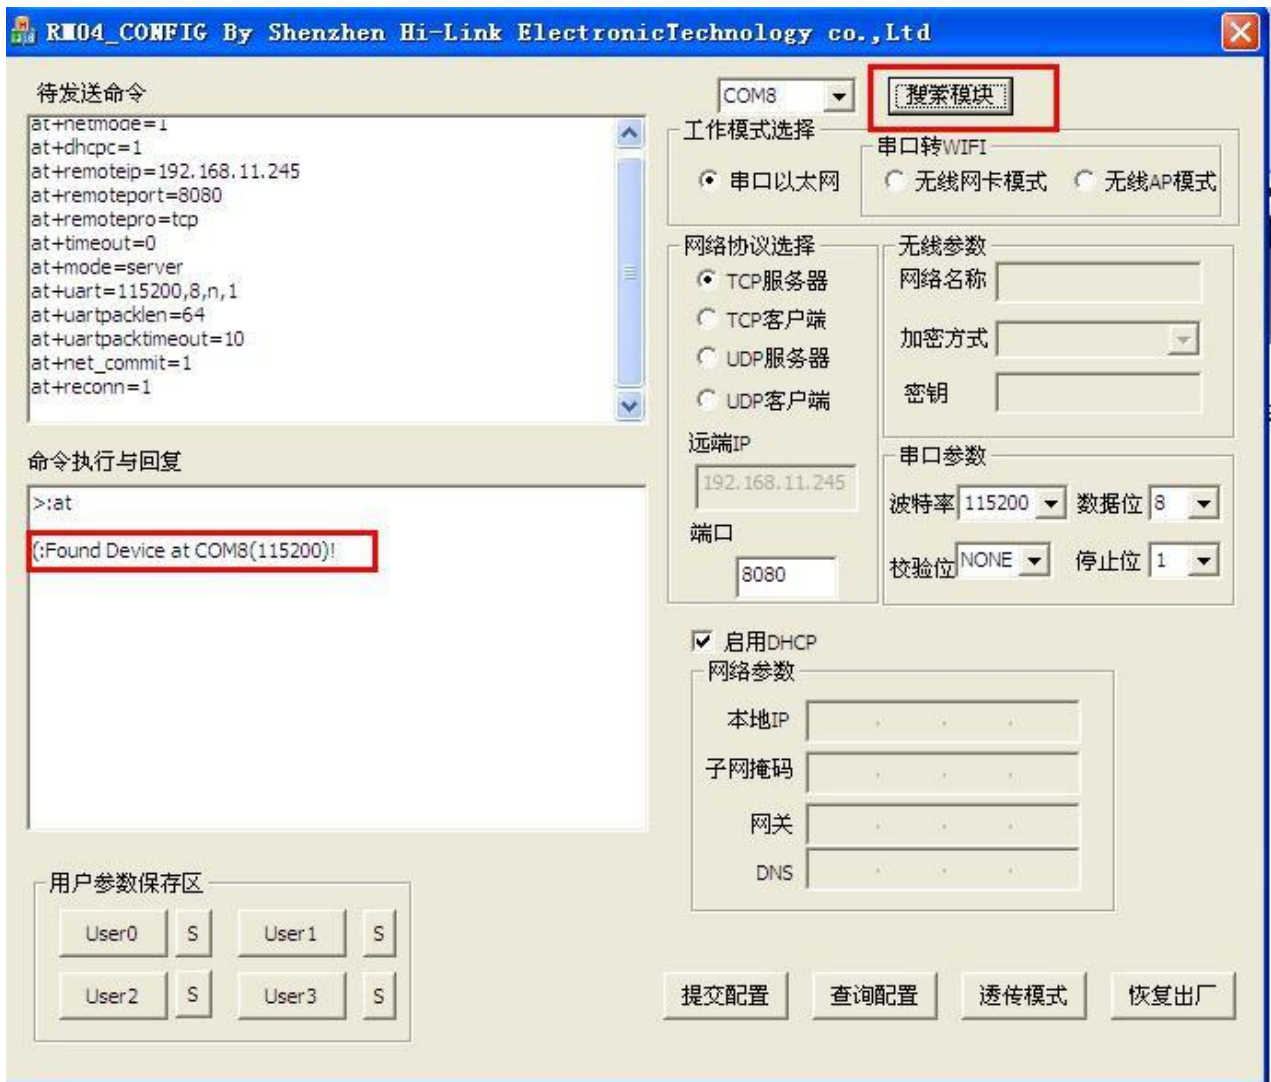 RM04_CONFIG By Shenzhen Hi-Link ElectronicTechnology co.,Ltd
待发送命令
at+netmode=1
at+dhcpc=1
at+remoteip=192.168.11.245
at+remoteport=8080
at+remotepro=tcp
at+timeout=0
at+mode=server
at+uart=115200,8,n,1
at+uartpacklen=64
at+uartpacktimeout=10
at+net_commit=1
at+reconn=1
命令执行与回复
>:at
(:Found Device at COM8(115200)!
用户参数保存区
User0 S User1 S
User2 S User3 S
COM8 搜索模块
工作模式选择
串口转WIFI
串口以太网 无线网卡模式 无线AP模式
网络协议选择
TCP服务器
TCP客户端
UDP服务器
UDP客户端
远端IP
192.168.11.245
端口
8080
无线参数
网络名称
加密方式
密钥
串口参数
波特率 115200 数据位 8
校验位 NONE 停止位 1
启用DHCP
网络参数
本地IP
子网掩码
网关
DNS
提交配置 查询配置 透传模式 恢复出厂